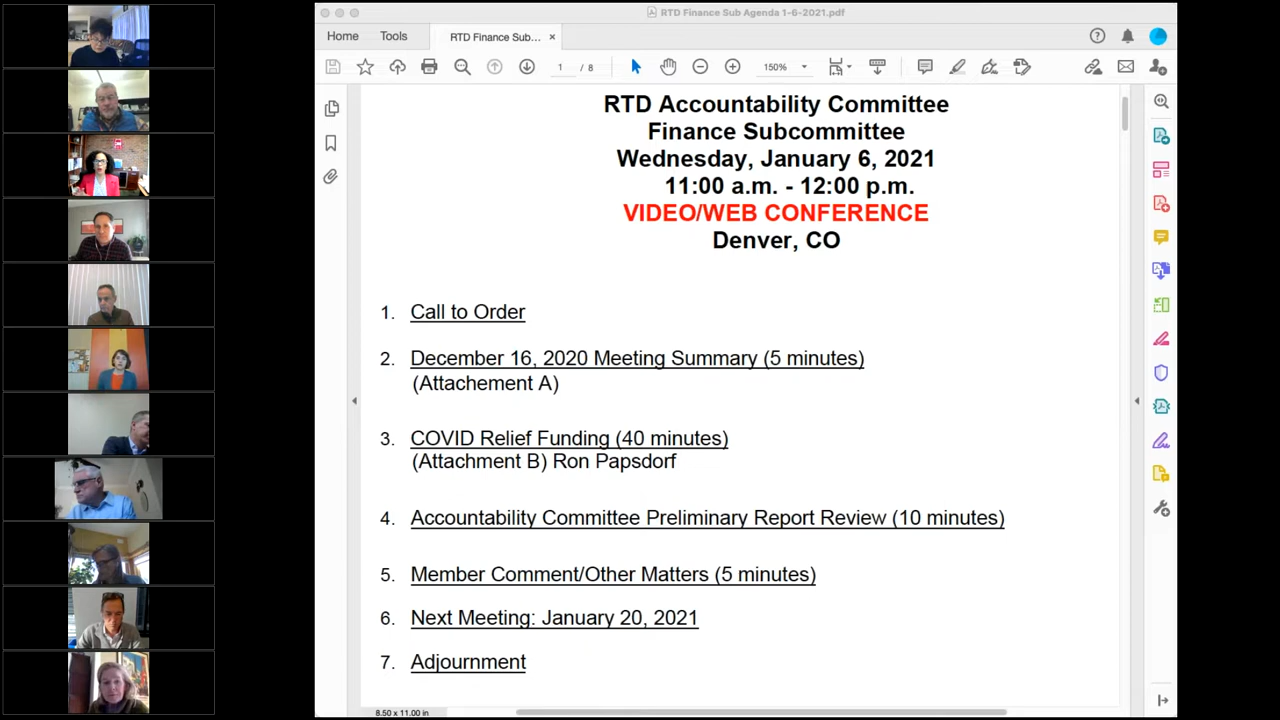 RTD Finance Sub Agenda 1-6-2021.pdf
Home Tools RTD Finance Sub... ×
1 / 8 150%
RTD Accountability Committee
Finance Subcommittee
Wednesday, January 6, 2021
11:00 a.m. - 12:00 p.m.
VIDEO/WEB CONFERENCE
Denver, CO
1. Call to Order
2. December 16, 2020 Meeting Summary (5 minutes)
(Attachement A)
3. COVID Relief Funding (40 minutes)
(Attachment B) Ron Papsdorf
4. Accountability Committee Preliminary Report Review (10 minutes)
5. Member Comment/Other Matters (5 minutes)
6. Next Meeting: January 20, 2021
7. Adjournment
8.50 x 11.00 in